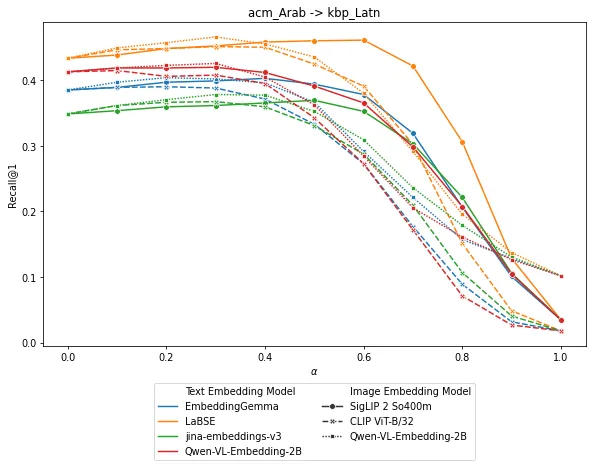 acm_Arab -> kbp_Latn
Recall@1
0.4
0.3
0.2
0.1
0.0
0.0 0.2 0.4 0.6 0.8 1.0
α
Text Embedding Model Image Embedding Model
EmbeddingGemma SigLIP 2 So400m
LaBSE CLIP ViT-B/32
jina-embeddings-v3 Qwen-VL-Embedding-2B
Qwen-VL-Embedding-2B